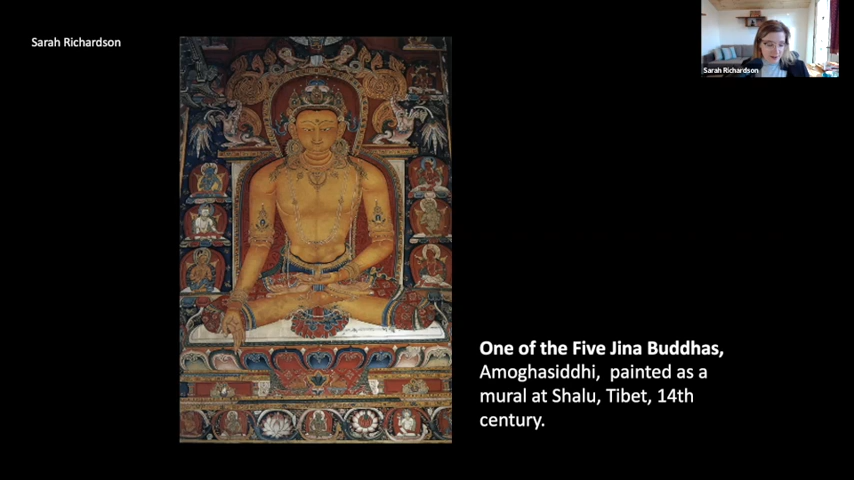 Sarah Richardson
Sarah Richardson
One of the Five Jina Buddhas,
Amoghasiddhi, painted as a
mural at Shalu, Tibet, 14th
century.